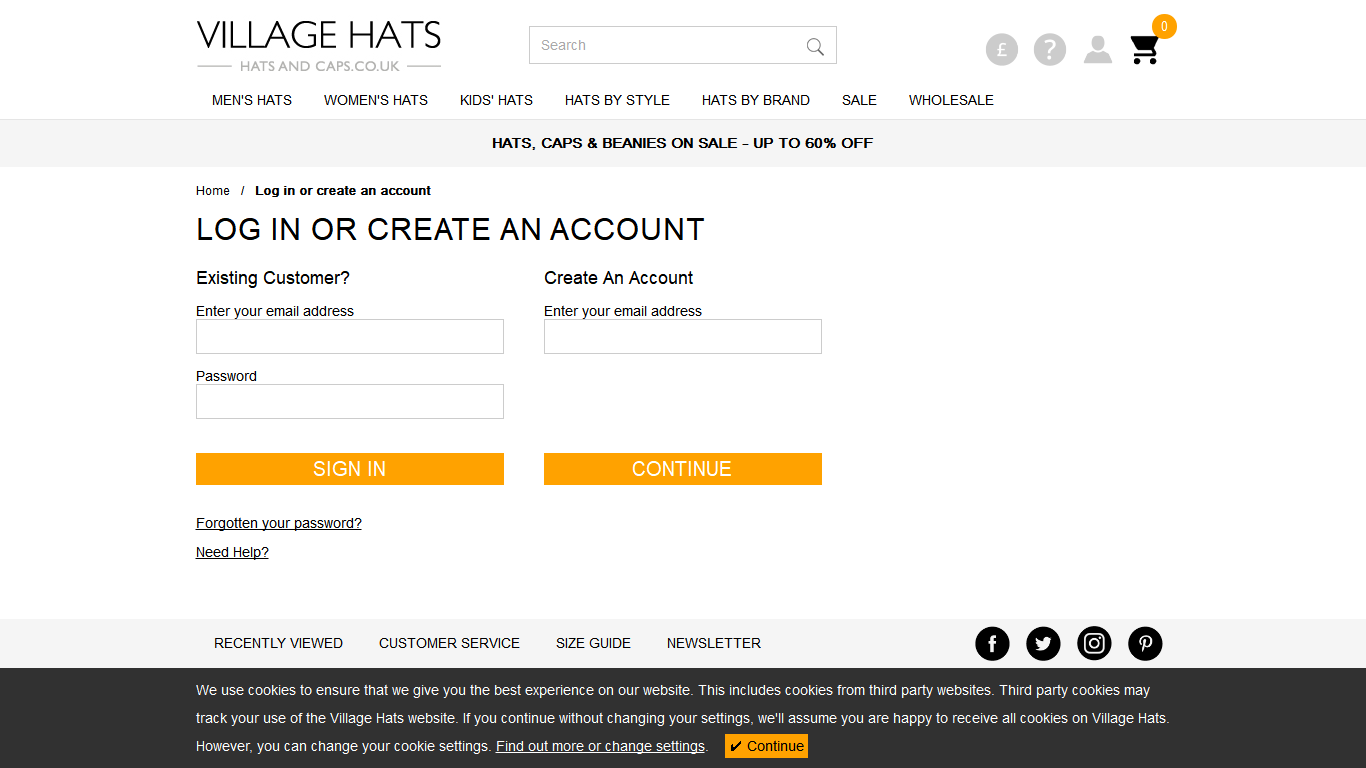 VILLAGE HATS
HATS AND CAPS.CO.UK
Search
£
?
0
MEN'S HATS
WOMEN'S HATS
KIDS' HATS
HATS BY STYLE
HATS BY BRAND
SALE
WHOLESALE
HATS, CAPS & BEANIES ON SALE - UP TO 60% OFF
Home / Log in or create an account
LOG IN OR CREATE AN ACCOUNT
Existing Customer?
Enter your email address
Password
SIGN IN
Forgotten your password?
Need Help?
Create An Account
Enter your email address
CONTINUE
RECENTLY VIEWED
CUSTOMER SERVICE
SIZE GUIDE
NEWSLETTER
We use cookies to ensure that we give you the best experience on our website. This includes cookies from third party websites. Third party cookies may
track your use of the Village Hats website. If you continue without changing your settings, we'll assume you are happy to receive all cookies on Village Hats.
However, you can change your cookie settings. Find out more or change settings. ✔ Continue